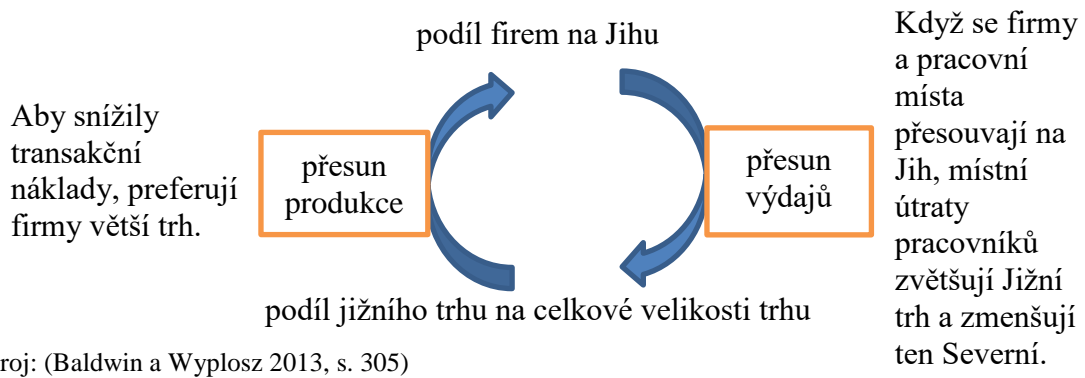 podíl firem na Jihu
Aby snížily
transakční
náklady, preferují
firmy větší trh.
přesun
produkce
přesun
výdajů
Když se firmy
a pracovní
místa
přesouvají na
Jih, místní
útraty
pracovníků
zvětšují Jižní
trh a zmenšují
ten Severní.
podíl jižního trhu na celkové velikosti trhu
roj: (Baldwin a Wyplosz 2013, s. 305)